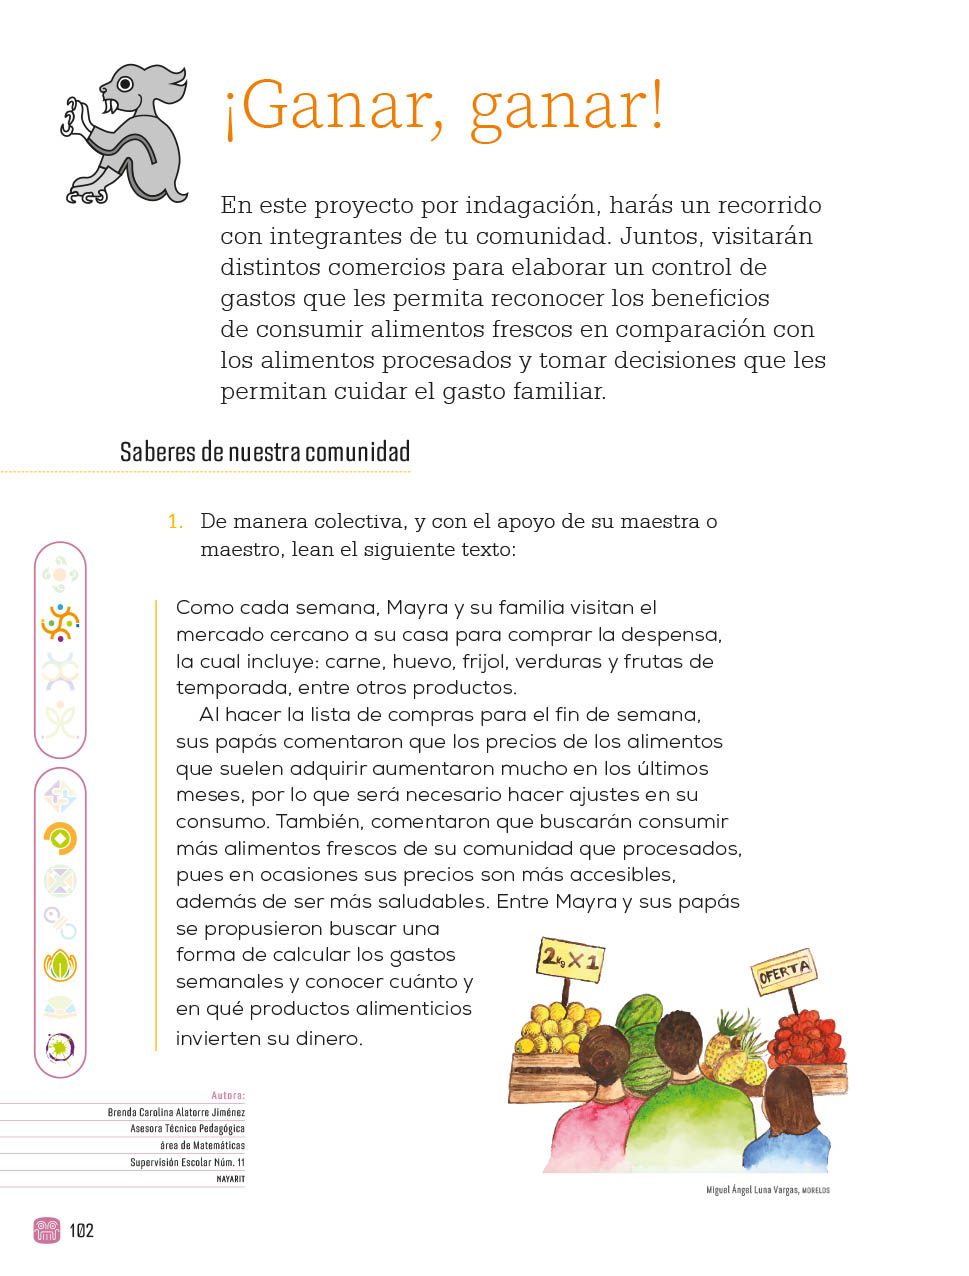 ¡Ganar, ganar!
En este proyecto por indagación, harás un recorrido
con integrantes de tu comunidad. Juntos, visitarán
distintos comercios para elaborar un control de
gastos que les permita reconocer los beneficios
de consumir alimentos frescos en comparación con
los alimentos procesados y tomar decisiones que les
permitan cuidar el gasto familiar.
Saberes de nuestra comunidad
1. De manera colectiva, y con el apoyo de su maestra o
maestro, lean el siguiente texto:
Como cada semana, Mayra y su familia visitan el
mercado cercano a su casa para comprar la despensa,
la cual incluye: carne, huevo, frijol, verduras y frutas de
temporada, entre otros productos.
Al hacer la lista de compras para el fin de semana,
sus papás comentaron que los precios de los alimentos
que suelen adquirir aumentaron mucho en los últimos
meses, por lo que será necesario hacer ajustes en su
consumo. También, comentaron que buscarán consumir
más alimentos frescos de su comunidad que procesados,
pues en ocasiones sus precios son más accesibles,
además de ser más saludables. Entre Mayra y sus papás
se propusieron buscar una
forma de calcular los gastos
semanales y conocer cuánto y
en qué productos alimenticios
invierten su dinero.
2kg X 1
OFERTA
Autora:
Brenda Carolina Alatorre Jiménez
Asesora Técnico Pedagógica
área de Matemáticas
Supervisión Escolar Núm. 11
NAYARIT
Miguel Ángel Luna Vargas, MORELOS
102